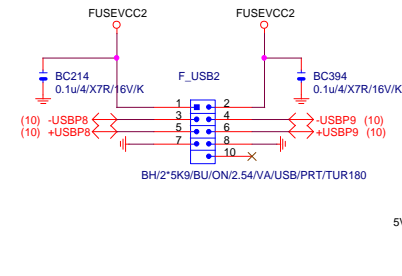 FUSEVCC2 FUSEVCC2
BC214 F_USB2 BC394
0.1u/4/X7R/16V/K 0.1u/4/X7R/16V/K
1 2
(10) -USBP8 3 4 -USBP9 (10)
(10) +USBP8 5 6 +USBP9 (10)
7 8
10
BH/2*5K9/BU/ON/2.54/VA/USB/PRT/TUR180